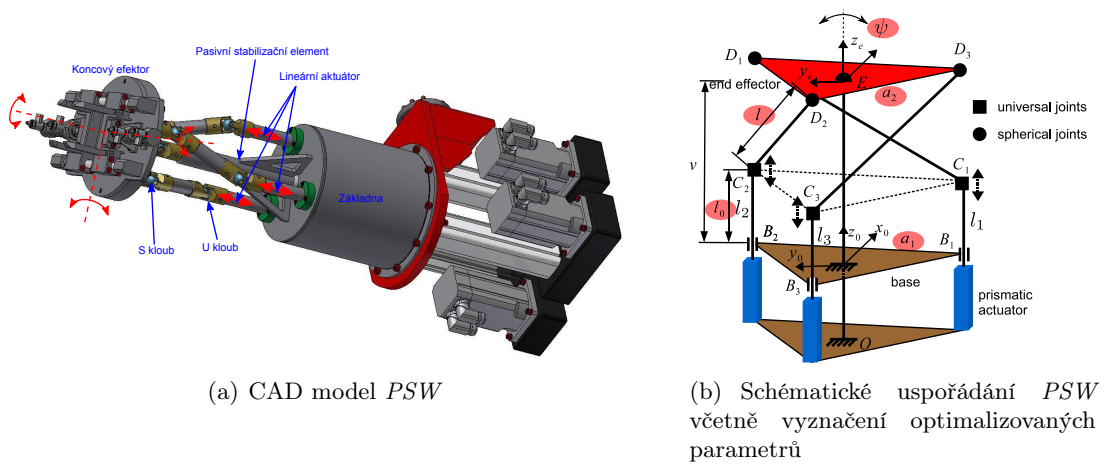 Pasivní stabilizační element
Koncový efektor
Lineární aktuátor
Základna
S kloub
U kloub
(a) CAD model PSW
ψ
z_e
D_1
D_3
y_e
E
end effector
a_2
l
D_2
universal joints
spherical joints
v
C_1
C_2
C_3
l_0
l_2
l_1
B_2
l_3
z_0
x_0
a_1
B_1
y_0
B_3
base
prismatic
actuator
O
(b) Schématické uspořádání PSW
včetně vyznačení optimalizovaných
parametrů